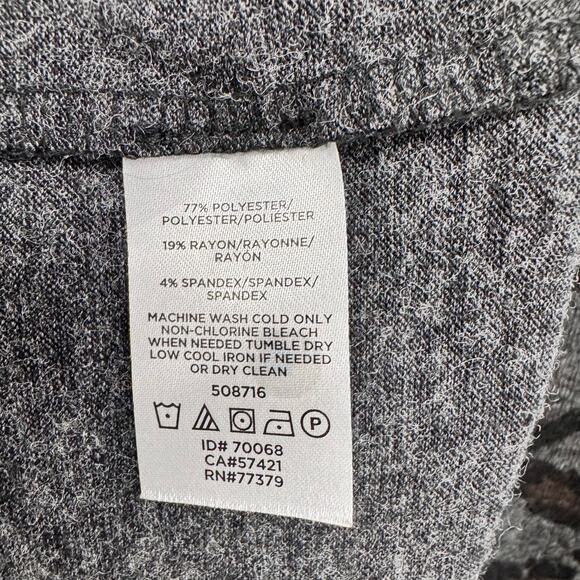 77% POLYESTER/
POLYESTER/POLIESTER
19% RAYON/RAYONNE/
RAYÓN
4% SPANDEX/SPANDEX/
SPANDEX
MACHINE WASH COLD ONLY
NON-CHLORINE BLEACH
WHEN NEEDED TUMBLE DRY
LOW COOL IRON IF NEEDED
OR DRY CLEAN
508716
P
ID# 70068
CA#57421
RN#77379